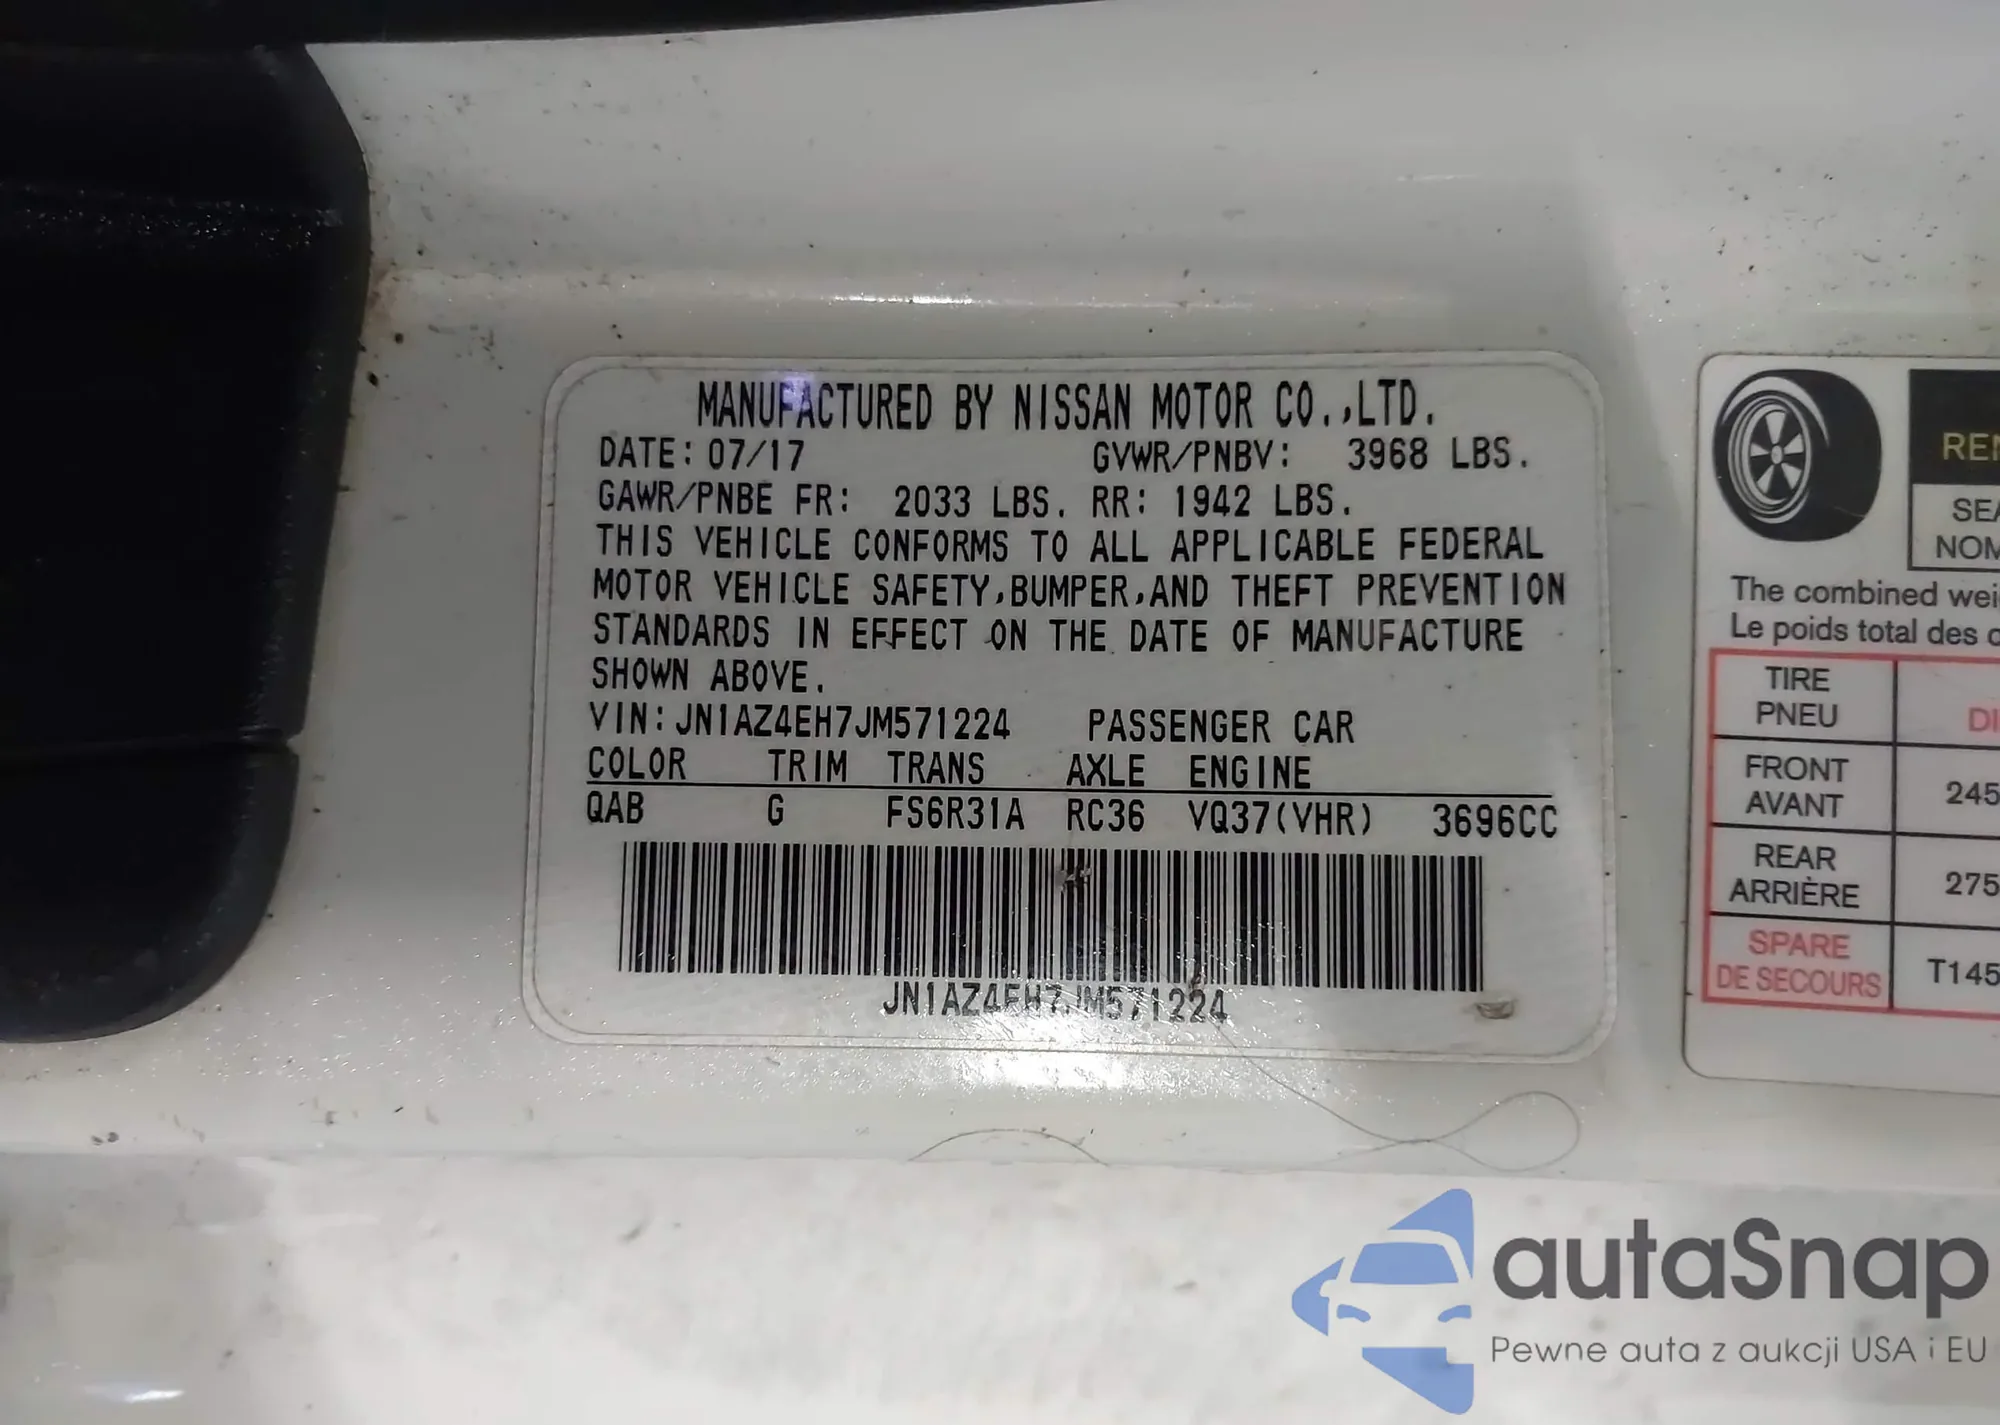 MANUFACTURED BY NISSAN MOTOR CO.,LTD.
DATE: 07/17 GVWR/PNBV: 3968 LBS.
GAWR/PNBE FR: 2033 LBS. RR: 1942 LBS.
THIS VEHICLE CONFORMS TO ALL APPLICABLE FEDERAL
MOTOR VEHICLE SAFETY,BUMPER,AND THEFT PREVENTION
STANDARDS IN EFFECT ON THE DATE OF MANUFACTURE
SHOWN ABOVE.
VIN:JN1AZ4EH7JM571224 PASSENGER CAR
COLOR TRIM TRANS AXLE ENGINE
QAB G FS6R31A RC36 VQ37(VHR) 3696CC
JN1AZ4EH7JM571224
The combined
Le poids total des
TIRE
PNEU
FRONT
AVANT
245
REAR
ARRIÈRE
275
SPARE
DE SECOURS
T145
autaSnap
Pewne auta z aukcji USA i EU